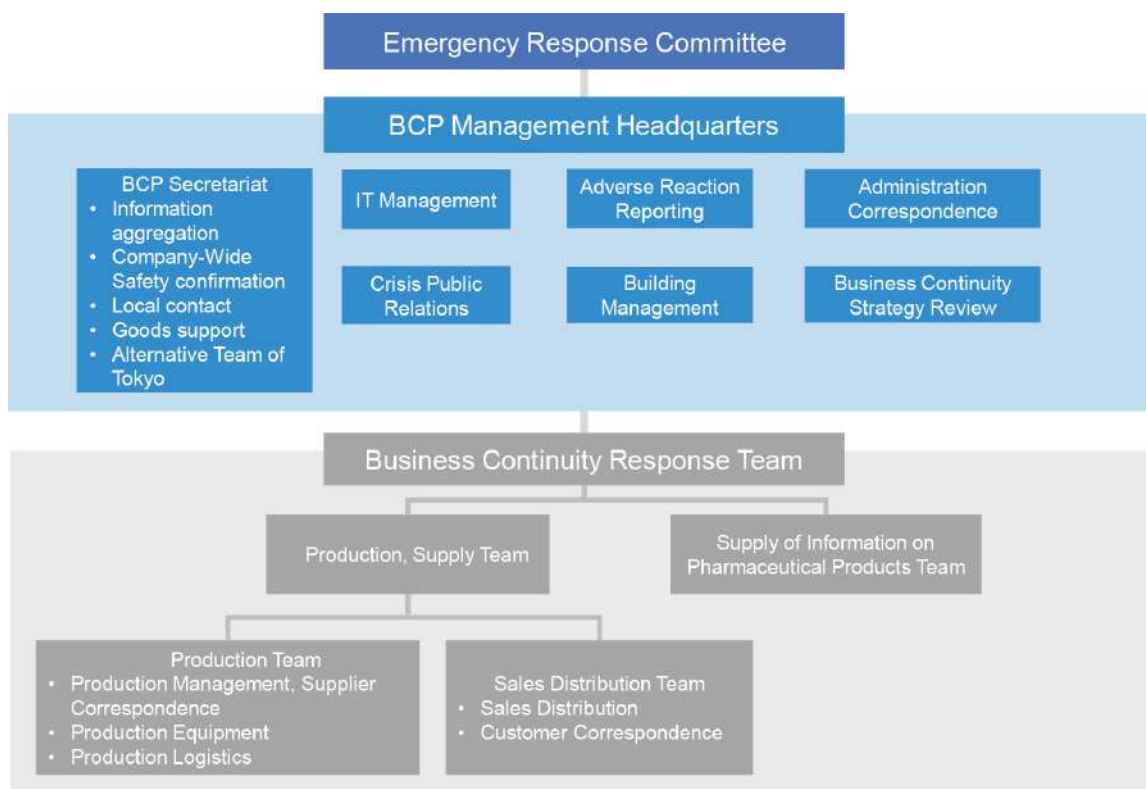 Emergency Response Committee
BCP Management Headquarters
BCP Secretariat
• Information
aggregation
• Company-Wide
Safety confirmation
• Local contact
• Goods support
• Alternative Team of
Tokyo
IT Management
Adverse Reaction
Reporting
Administration
Correspondence
Crisis Public
Relations
Building
Management
Business Continuity
Strategy Review
Business Continuity Response Team
Production, Supply Team
Supply of Information on
Pharmaceutical Products Team
Production Team
• Production Management, Supplier
Correspondence
• Production Equipment
• Production Logistics
Sales Distribution Team
• Sales Distribution
• Customer Correspondence